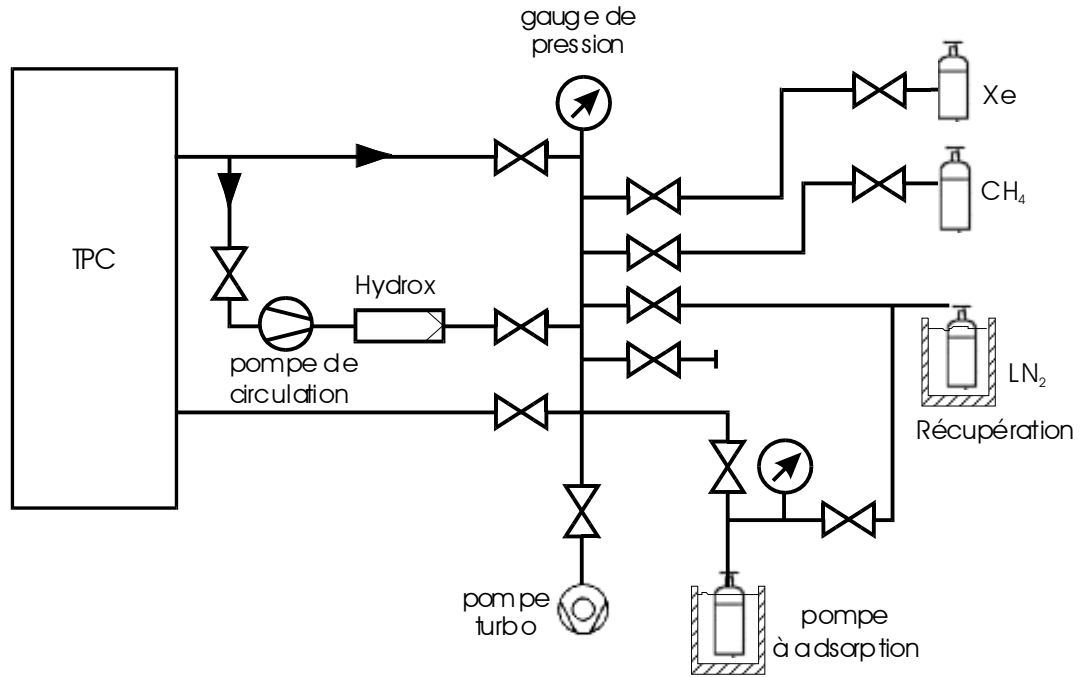 gauge de
pression
Xe
CH₄
TPC
Hydrox
pompe de
circulation
LN₂
Récupération
pompe
turbo
pompe
à adsorption